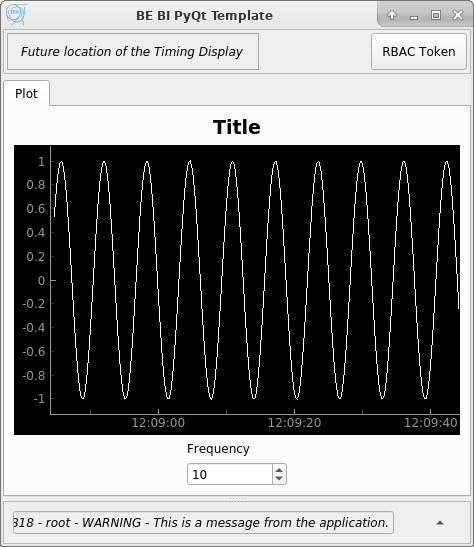 BE BI PyQt Template
Future location of the Timing Display
RBAC Token
Plot
Title
1
0.8
0.6
0.4
0.2
0
-0.2
-0.4
-0.6
-0.8
-1
12:09:00
12:09:20
12:09:40
Frequency
10
318 - root - WARNING - This is a message from the application.